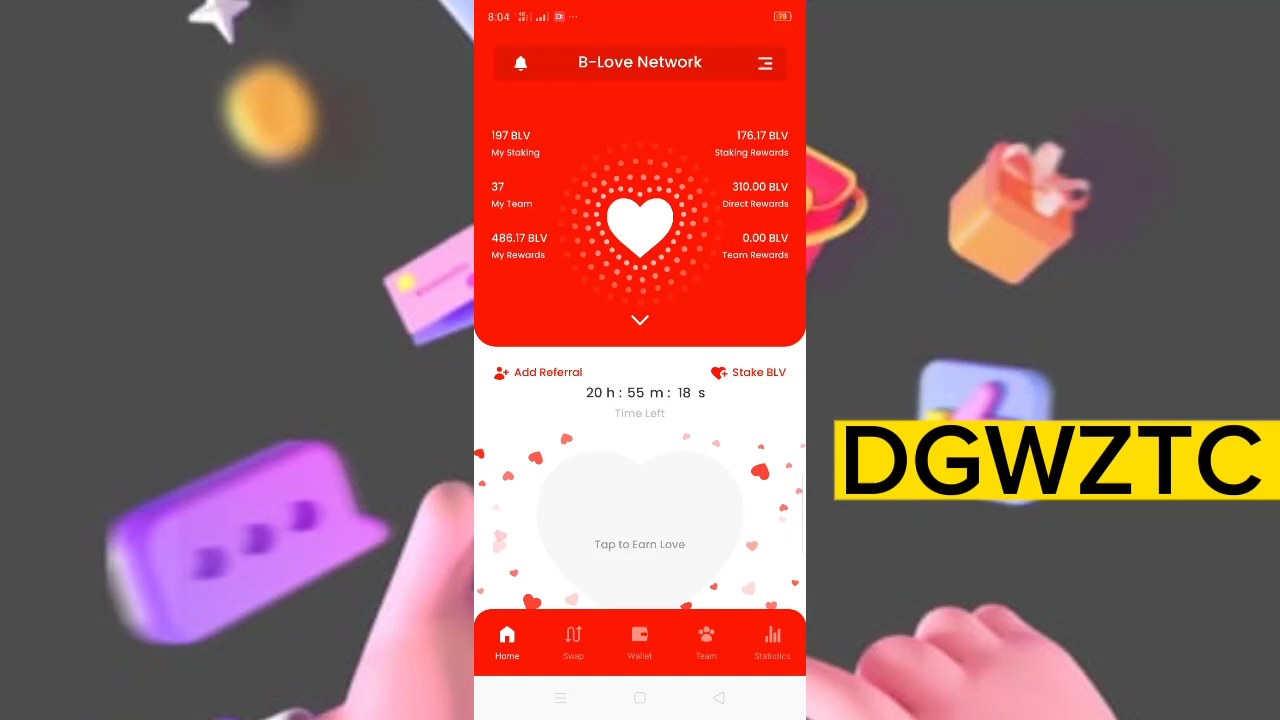 8:04
78
B-Love Network
197 BLV
My Staking
176.17 BLV
Staking Rewards
37
My Team
310.00 BLV
Direct Rewards
486.17 BLV
My Rewards
0.00 BLV
Team Rewards
Add Referral
Stake BLV
20 h : 55 m : 18 s
Time Left
DGWZTC
Tap to Earn Love
Home
Swap
Wallet
Team
Statistics